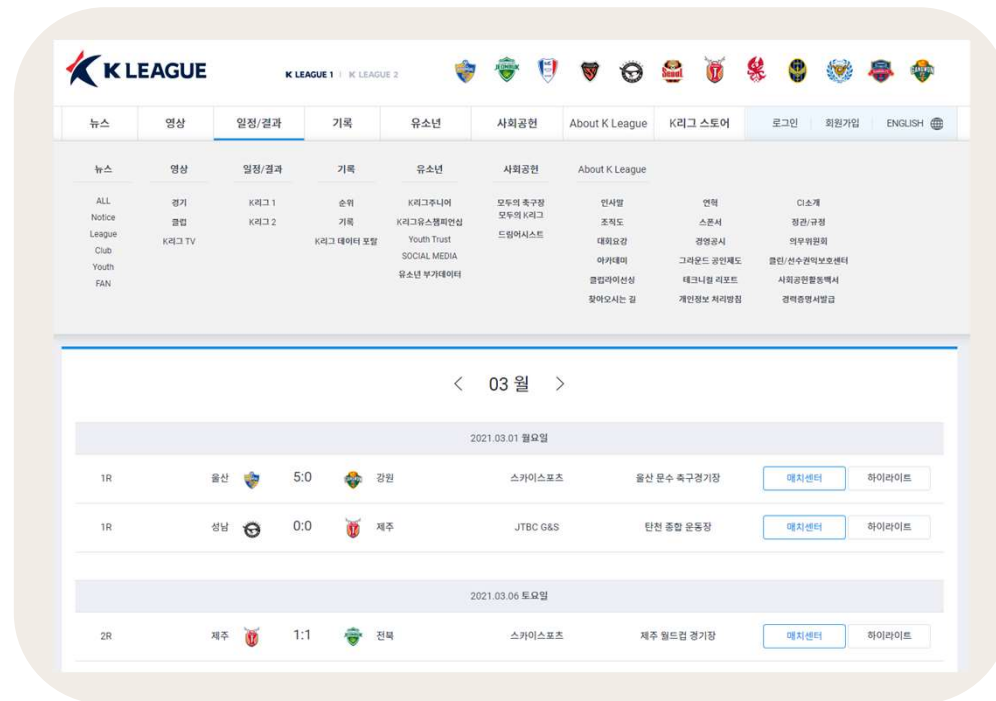 K LEAGUE
K LEAGUE 1 K LEAGUE 2
뉴스 영상 일정/결과 기록 유소년 사회공헌 About K League K리그 스토어 로그인 회원가입 ENGLISH
뉴스 영상 일정/결과 기록 유소년 사회공헌 About K League
ALL 경기 K리그 1 순위 K리그주니어 모두의 축구장 인사말 연혁 CI소개
모두의 K리그
Notice 클럽 K리그 2 기록 K리그유스챔피언십 조직도 스폰서 정관/규정
League K리그 TV K리그 데이터 포탈 Youth Trust 드림어시스트 대회요강 경영공시 의무위원회
Club SOCIAL MEDIA 아카데미 그라운드 공인제도 클린/선수권익보호센터
Youth 유소년 부가데이터 클럽라이선싱 테크니컬 리포트 사회공헌활동백서
FAN 찾아오시는 길 개인정보 처리방침 경력증명서발급
03 월
2021.03.01 월요일
1R 울산 5:0 강원 스카이스포츠 울산 문수 축구경기장 매치센터 하이라이트
1R 성남 0:0 제주 JTBC G&S 탄천 종합 운동장 매치센터 하이라이트
2021.03.06 토요일
2R 제주 1:1 전북 스카이스포츠 제주 월드컵 경기장 매치센터 하이라이트